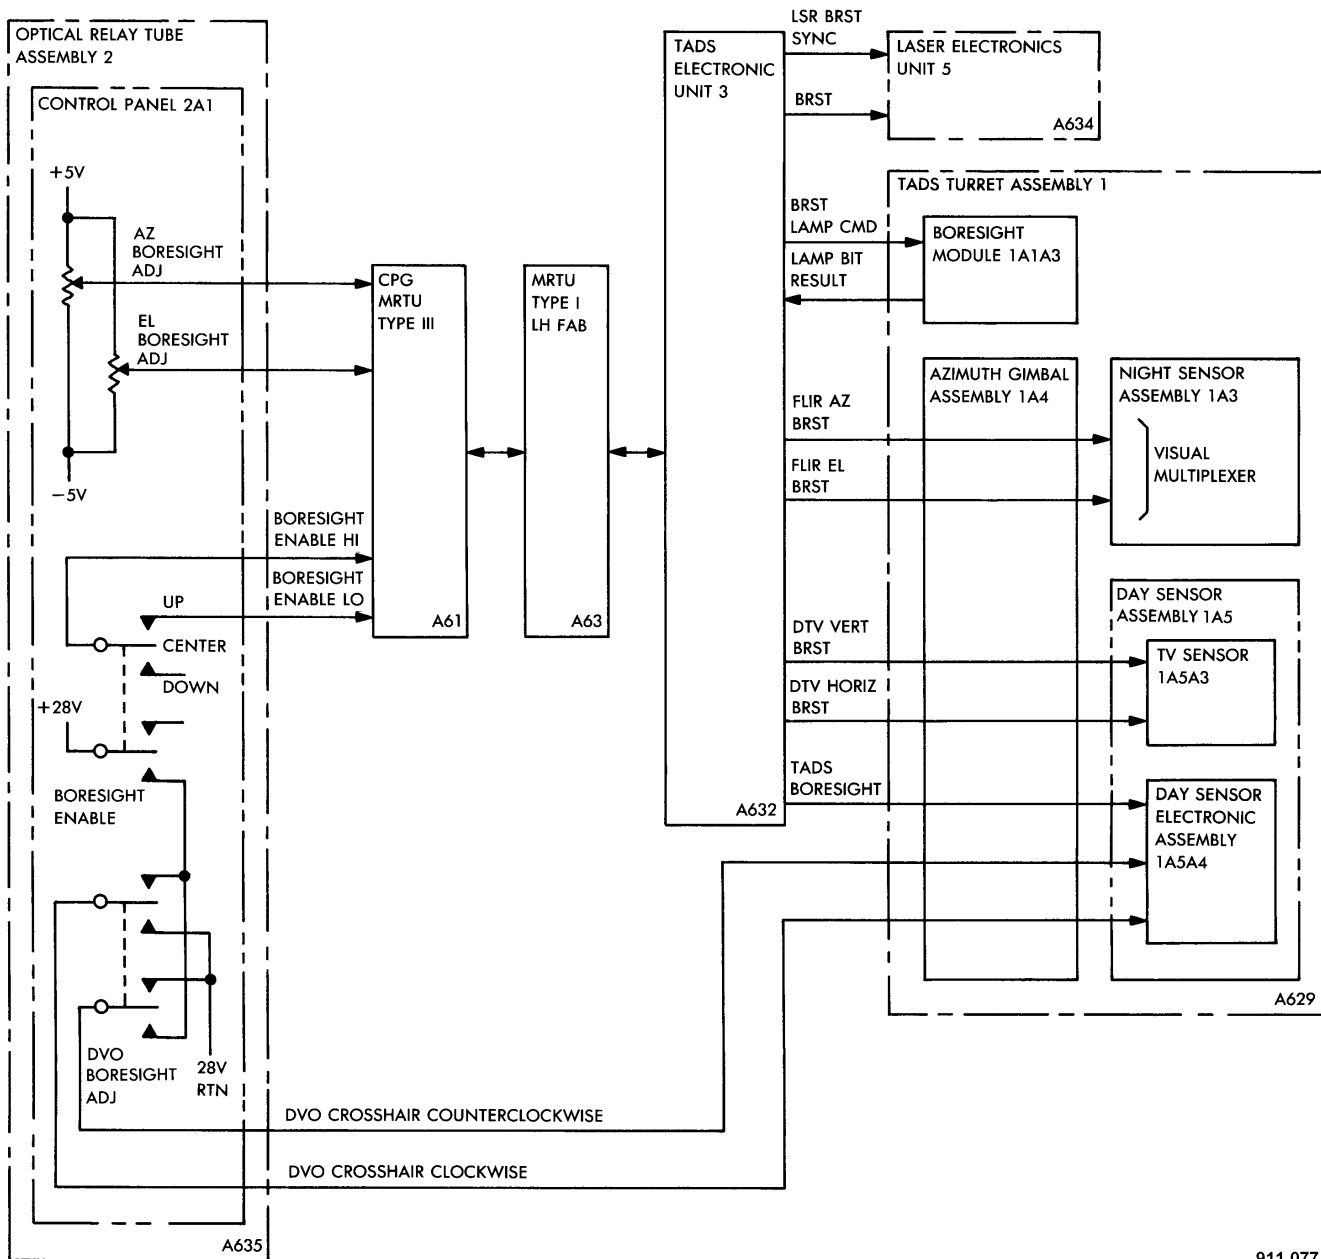 OPTICAL RELAY TUBE
ASSEMBLY 2
CONTROL PANEL 2A1
+5V
AZ
BORESIGHT
ADJ
EL
BORESIGHT
ADJ
−5V
BORESIGHT
ENABLE HI
BORESIGHT
ENABLE LO
UP
CENTER
DOWN
+28V
BORESIGHT
ENABLE
DVO
BORESIGHT
ADJ
28V
RTN
A635
DVO CROSSHAIR COUNTERCLOCKWISE
DVO CROSSHAIR CLOCKWISE
CPG
MRTU
TYPE III
A61
MRTU
TYPE I
LH FAB
A63
TADS
ELECTRONIC
UNIT 3
A632
LSR BRST
SYNC
BRST
LASER ELECTRONICS
UNIT 5
A634
TADS TURRET ASSEMBLY 1
BRST
LAMP CMD
LAMP BIT
RESULT
BORESIGHT
MODULE 1A1A3
AZIMUTH GIMBAL
ASSEMBLY 1A4
FLIR AZ
BRST
FLIR EL
BRST
NIGHT SENSOR
ASSEMBLY 1A3
VISUAL
MULTIPLEXER
DAY SENSOR
ASSEMBLY 1A5
DTV VERT
BRST
DTV HORIZ
BRST
TV SENSOR
1A5A3
TADS
BORESIGHT
DAY SENSOR
ELECTRONIC
ASSEMBLY
1A5A4
A629